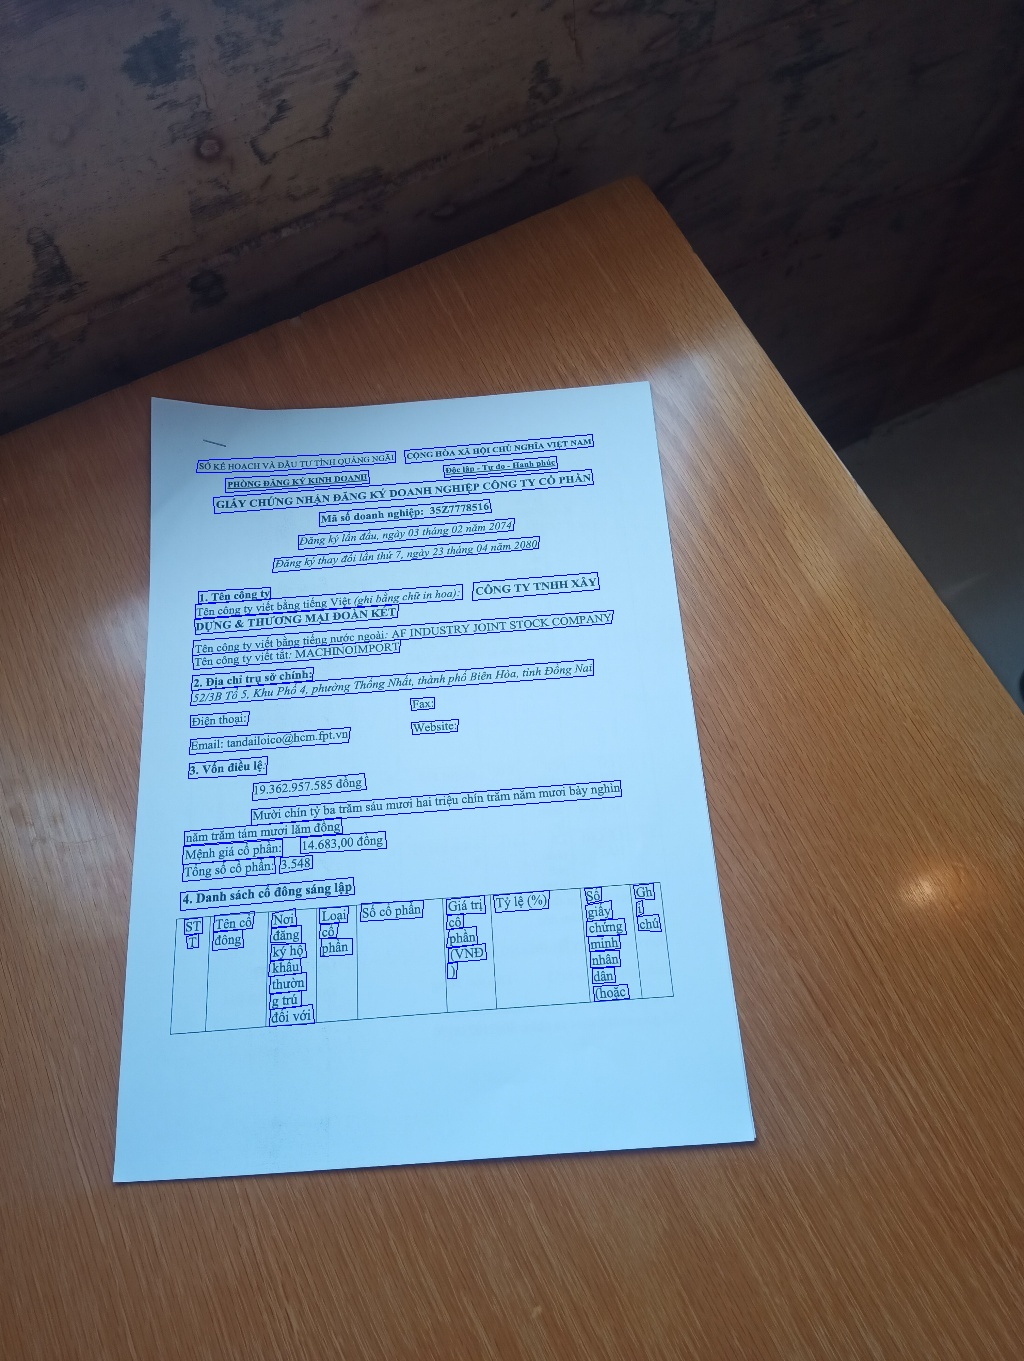 SỞ KẾ HOẠCH VÀ ĐẦU TƯ TỈNH QUẢNG NGÃI
CỘNG HÒA XÃ HỘI CHỦ NGHĨA VIỆT NAM
PHÒNG ĐĂNG KÝ KINH DOANH
Độc lập - Tự do - Hạnh phúc
GIẤY CHỨNG NHẬN ĐĂNG KÝ DOANH NGHIỆP CÔNG TY CỔ PHẦN
Mã số doanh nghiệp: 35Z7778516
Đăng ký lần đầu, ngày 03 tháng 02 năm 2074
Đăng ký thay đổi lần thứ 7, ngày 23 tháng 04 năm 2080
1. Tên công ty
Tên công ty viết bằng tiếng Việt (ghi bằng chữ in hoa): CÔNG TY TNHH XÂY
DỰNG & THƯƠNG MẠI ĐOÀN KẾT
Tên công ty viết bằng tiếng nước ngoài: AF INDUSTRY JOINT STOCK COMPANY
Tên công ty viết tắt: MACHINOIMPORT
2. Địa chỉ trụ sở chính:
52/3B Tổ 5, Khu Phố 4, phường Thống Nhất, thành phố Biên Hòa, tỉnh Đồng Nai
Điện thoại:
Fax:
Email: tandailoico@hcm.fpt.vn
Website:
3. Vốn điều lệ:
19.362.957.585 đồng
Mười chín tỷ ba trăm sáu mươi hai triệu chín trăm năm mươi bảy nghìn
năm trăm tám mươi lăm đồng
Mệnh giá cổ phần: 14.683,00 đồng
Tổng số cổ phần: 3.548
4. Danh sách cổ đông sáng lập
ST
T
Tên cổ
đông
Nơi
đăng
ký hộ
khẩu
thườn
g trú
đối với
Loại
cổ
phần
Số cổ phần
Giá trị
cổ
phần
(VNĐ
)
Tỷ lệ (%)
Số
giấy
chứng
minh
nhân
dân
(hoặc
Gh
i
chú